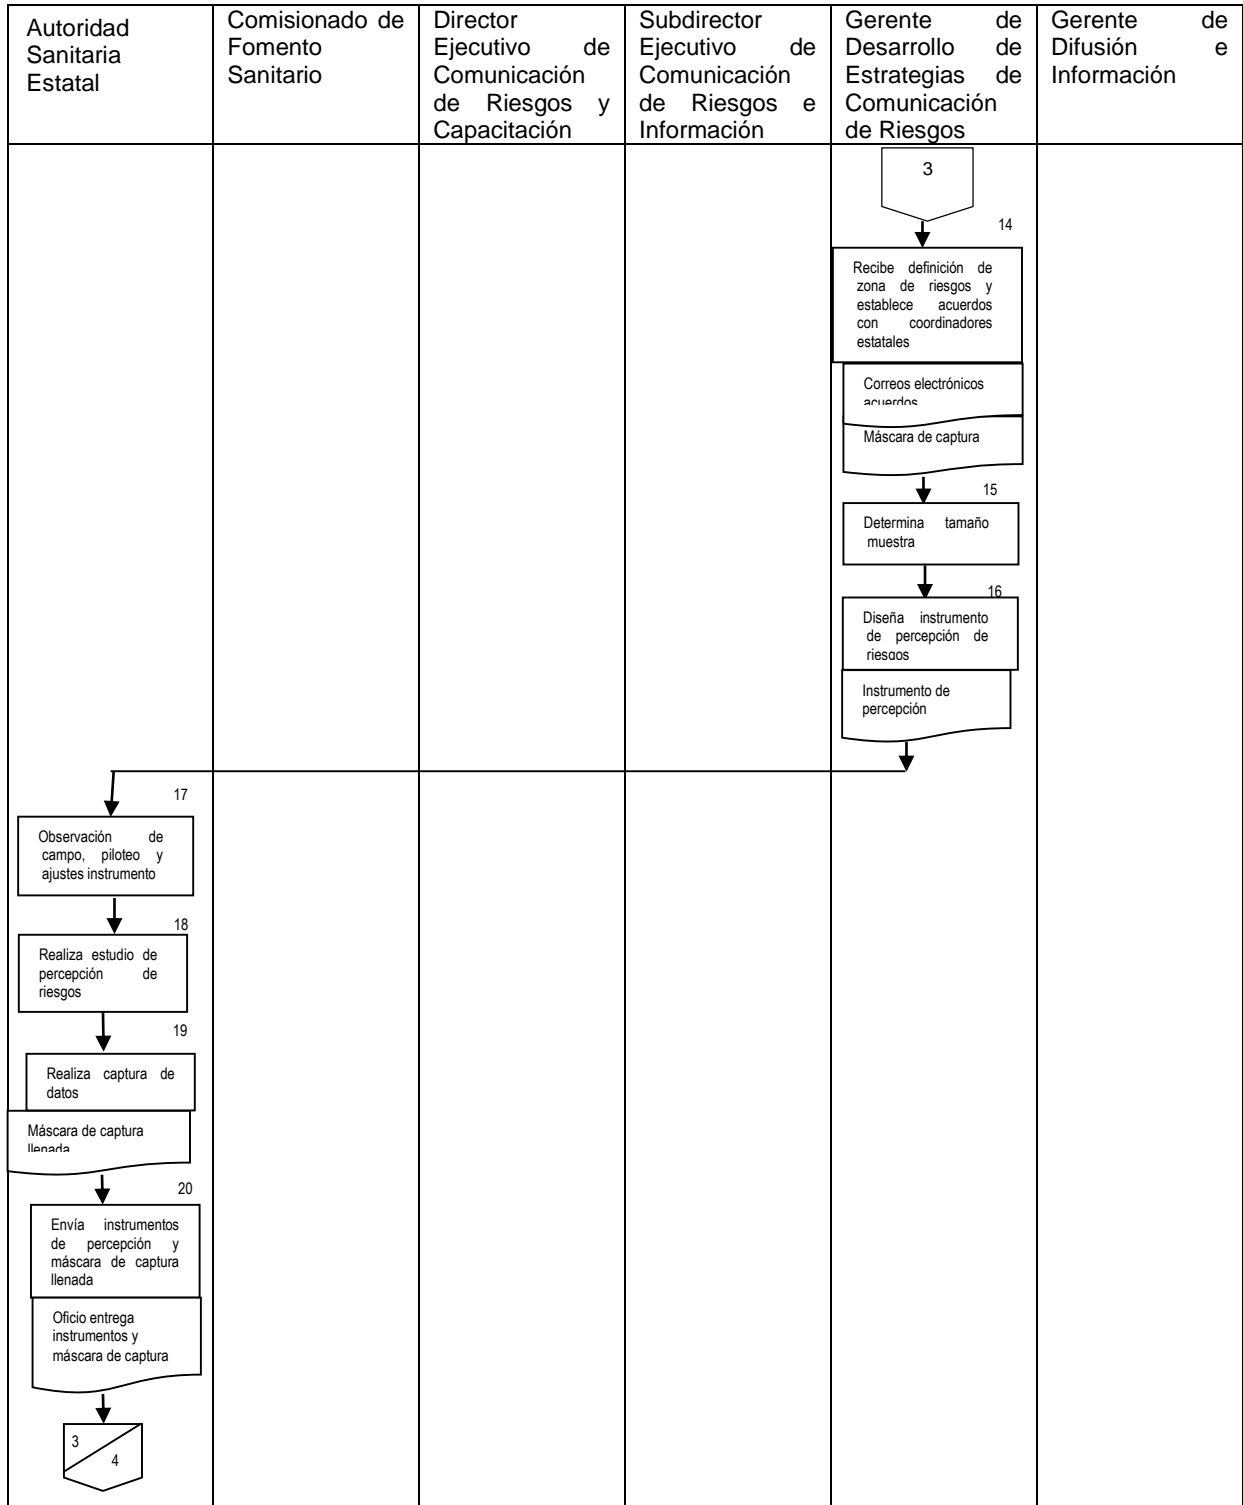 Autoridad
Sanitaria
Estatal
Comisionado de
Fomento
Sanitario
Director
Ejecutivo de
Comunicación
de Riesgos y
Capacitación
Subdirector
Ejecutivo de
Comunicación
de Riesgos e
Información
Gerente de
Desarrollo de
Estrategias de
Comunicación
de Riesgos
Gerente de
Difusión e
Información
3
14
Recibe definición de
zona de riesgos y
establece acuerdos
con coordinadores
estatales
Correos electrónicos
acuerdos
Máscara de captura
15
Determina tamaño
muestra
16
Diseña instrumento
de percepción de
riesgos
Instrumento de
percepción
17
Observación de
campo, piloteo y
ajustes instrumento
18
Realiza estudio de
percepción de
riesgos
19
Realiza captura de
datos
Máscara de captura
llenada
20
Envía instrumentos
de percepción y
máscara de captura
llenada
Oficio entrega
instrumentos y
máscara de captura
3
4